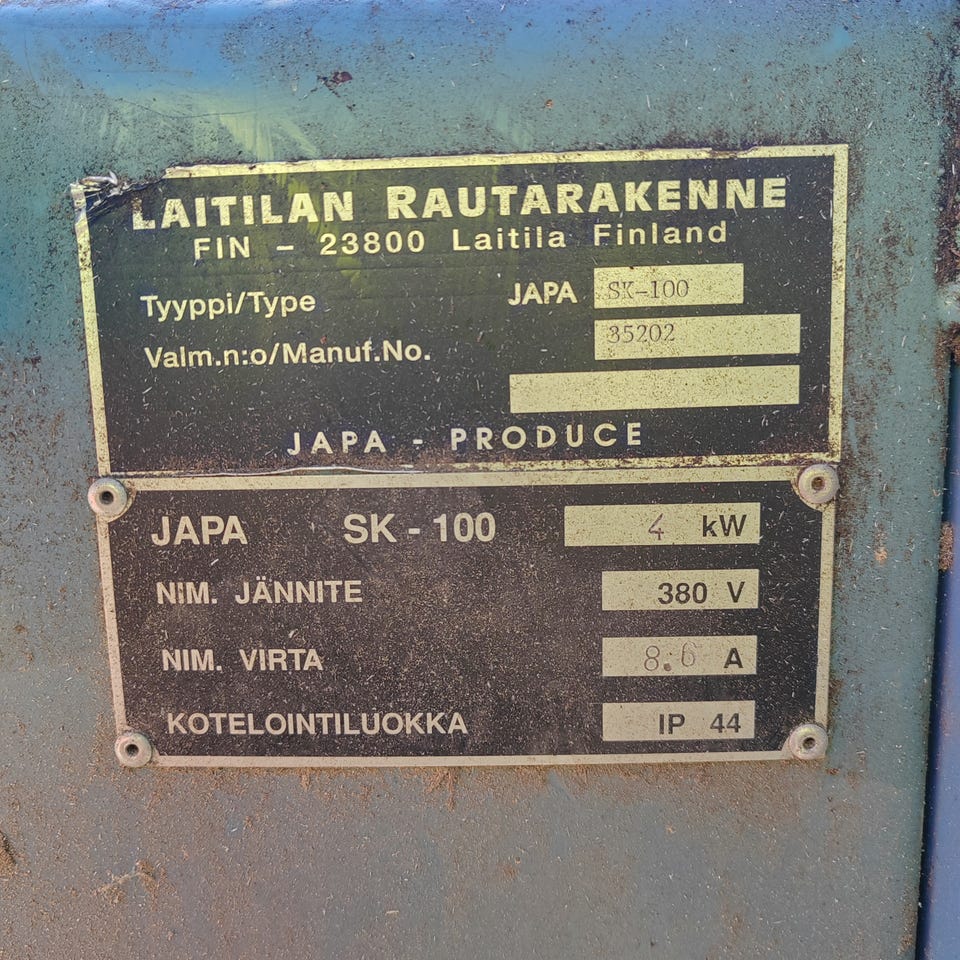 LAITILAN RAUTARAKENNE
FIN – 23800 Laitila Finland
Tyyppi/Type JAPA SK-100
Valm.n:o/Manuf.No. 35202
JAPA - PRODUCE
JAPA SK - 100 4 kW
NIM. JÄNNITE 380 V
NIM. VIRTA 8.6 A
KOTELOINTILUOKKA IP 44